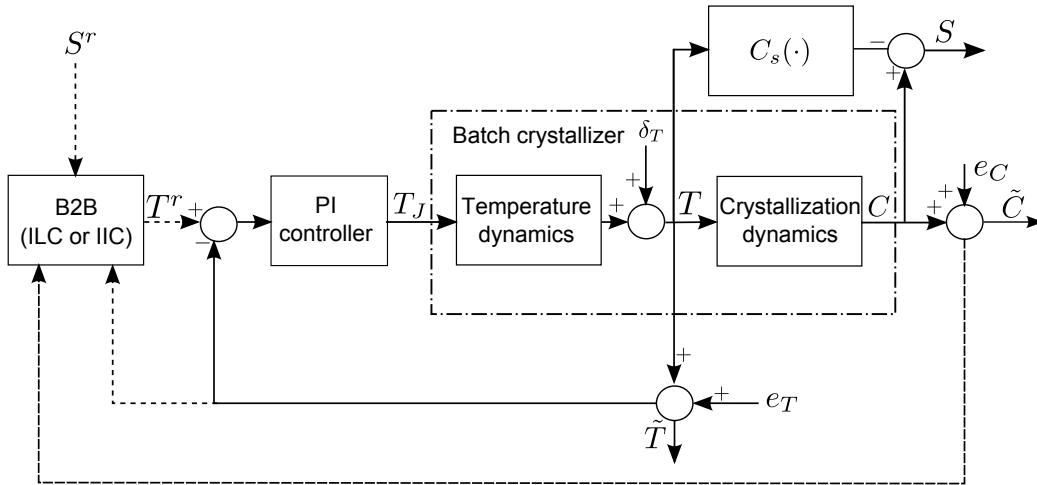 S^r
C_s(·)
−
S
+
Batch crystallizer
δ_T
e_C
B2B
(ILC or IIC)
T^r
+
−
PI
controller
T_J
Temperature
dynamics
+
+
T
Crystallization
dynamics
C
+
+
C̃
+
+
e_T
T̃